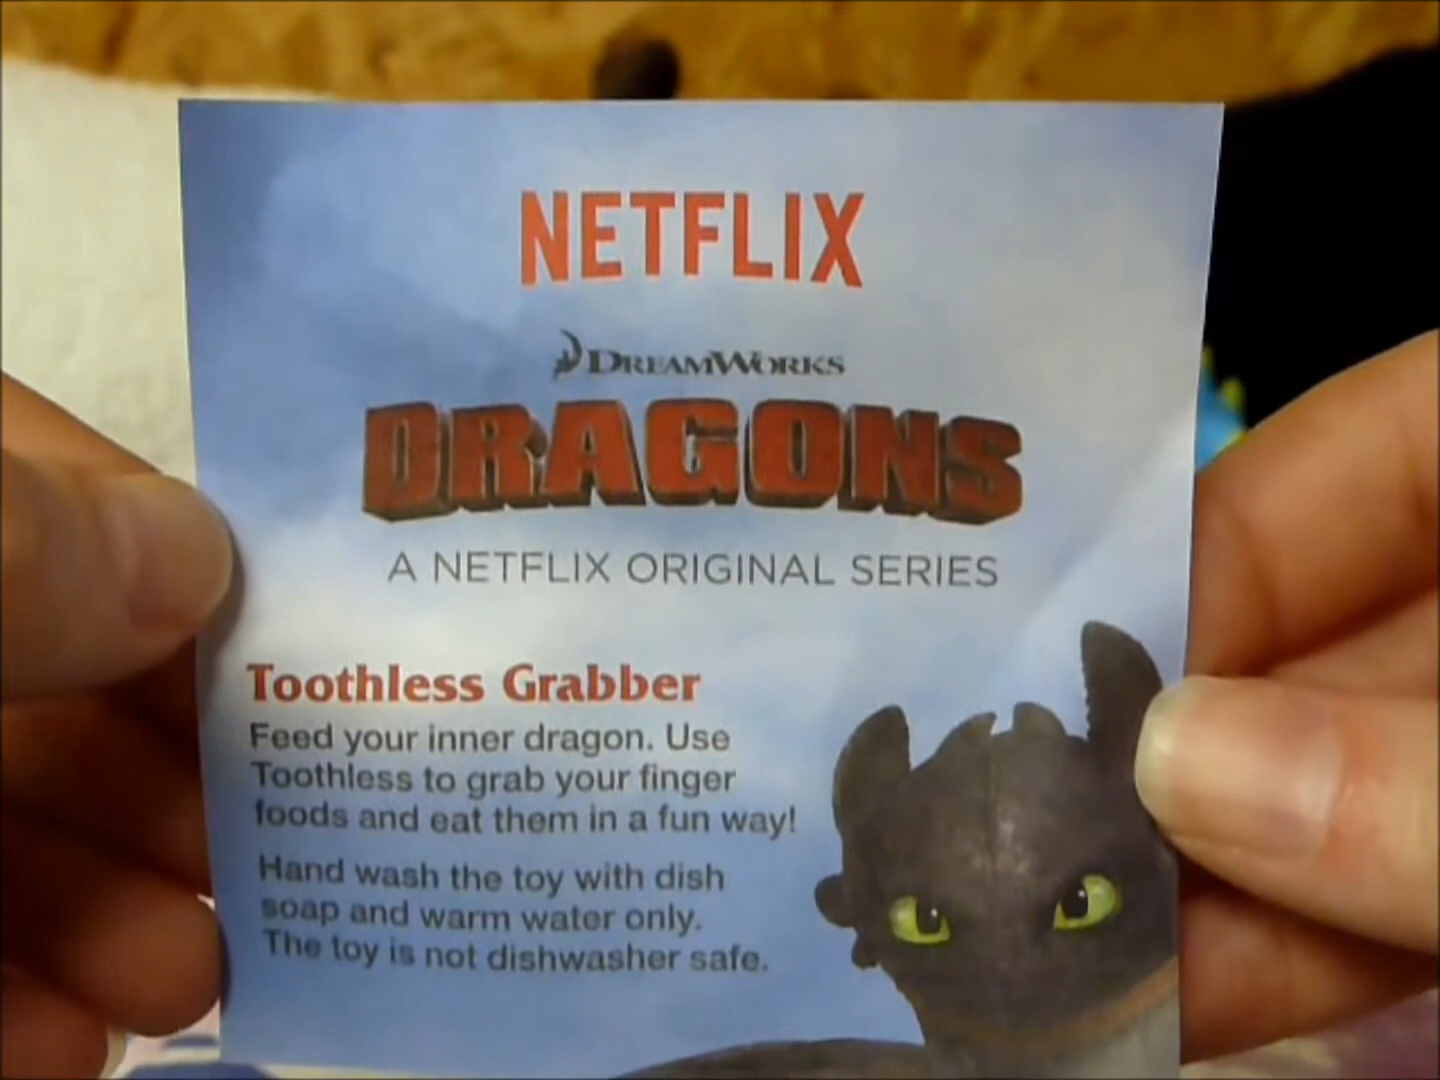 NETFLIX
DREAMWORKS
DRAGONS
A NETFLIX ORIGINAL SERIES
Toothless Grabber
Feed your inner dragon. Use
Toothless to grab your finger
foods and eat them in a fun way!
Hand wash the toy with dish
soap and warm water only.
The toy is not dishwasher safe.